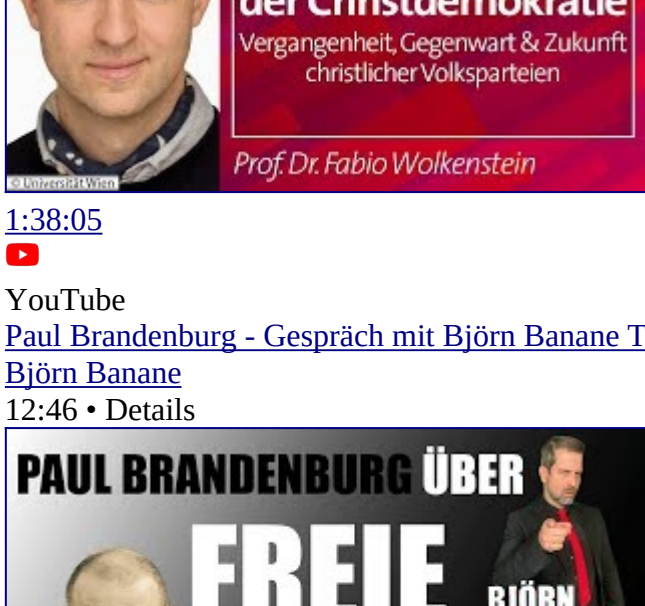 der Christdemokratie
Vergangenheit, Gegenwart & Zukunft
christlicher Volksparteien
Prof. Dr. Fabio Wolkenstein
© Universität Wien
1:38:05
YouTube
Paul Brandenburg - Gespräch mit Björn Banane T
Björn Banane
12:46 • Details
PAUL BRANDENBURG ÜBER
FREIE
BJÖRN